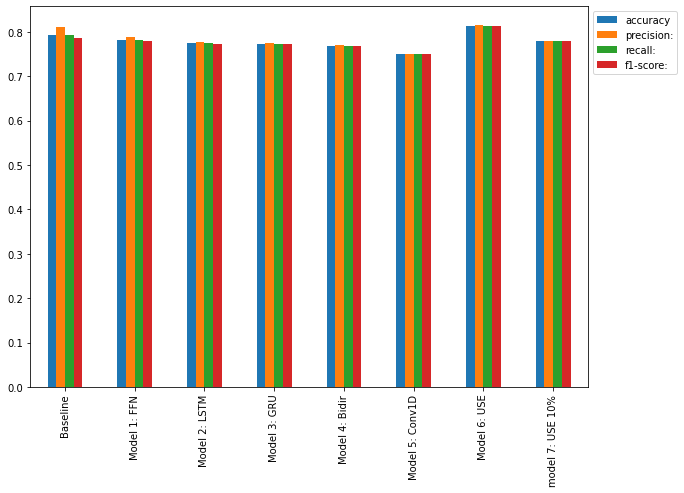 0.8
0.7
0.6
0.5
0.4
0.3
0.2
0.1
0.0
Baseline
Model 1: FFN
Model 2: LSTM
Model 3: GRU
Model 4: Bidir
Model 5: Conv1D
Model 6: USE
model 7: USE 10%
accuracy
precision:
recall:
f1-score: